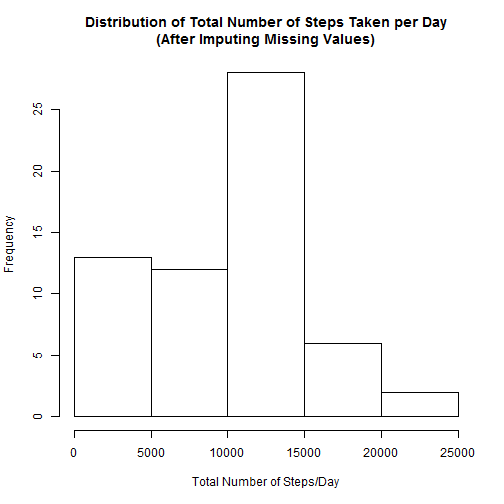 Distribution of Total Number of Steps Taken per Day
(After Imputing Missing Values)
Frequency
25
20
15
10
5
0
0 5000 10000 15000 20000 25000
Total Number of Steps/Day